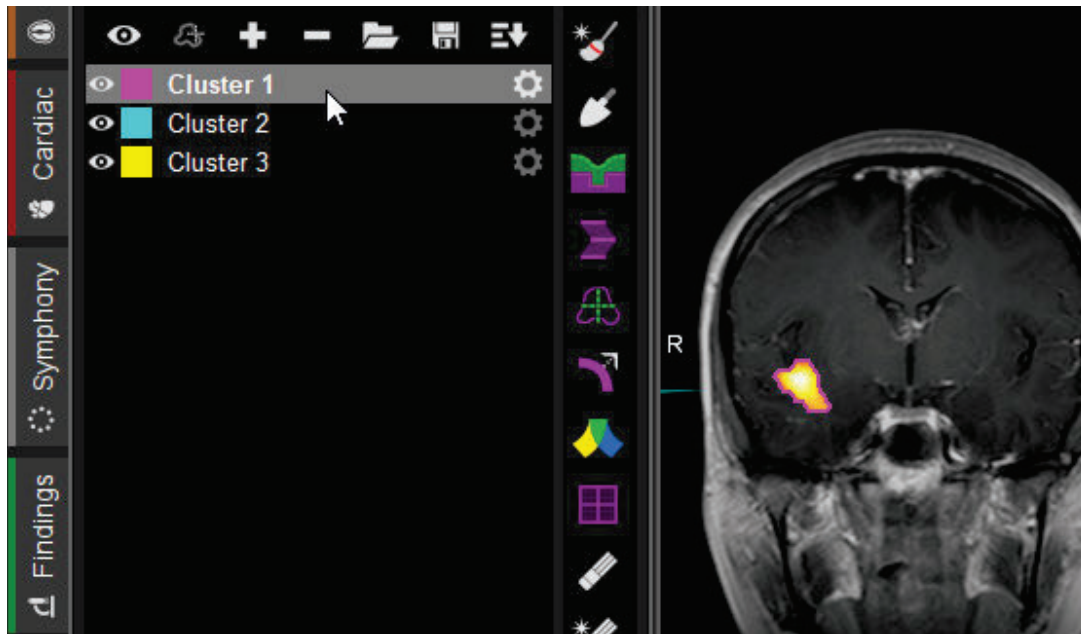 Cardiac
Symphony
Findings
Cluster 1
Cluster 2
Cluster 3
R